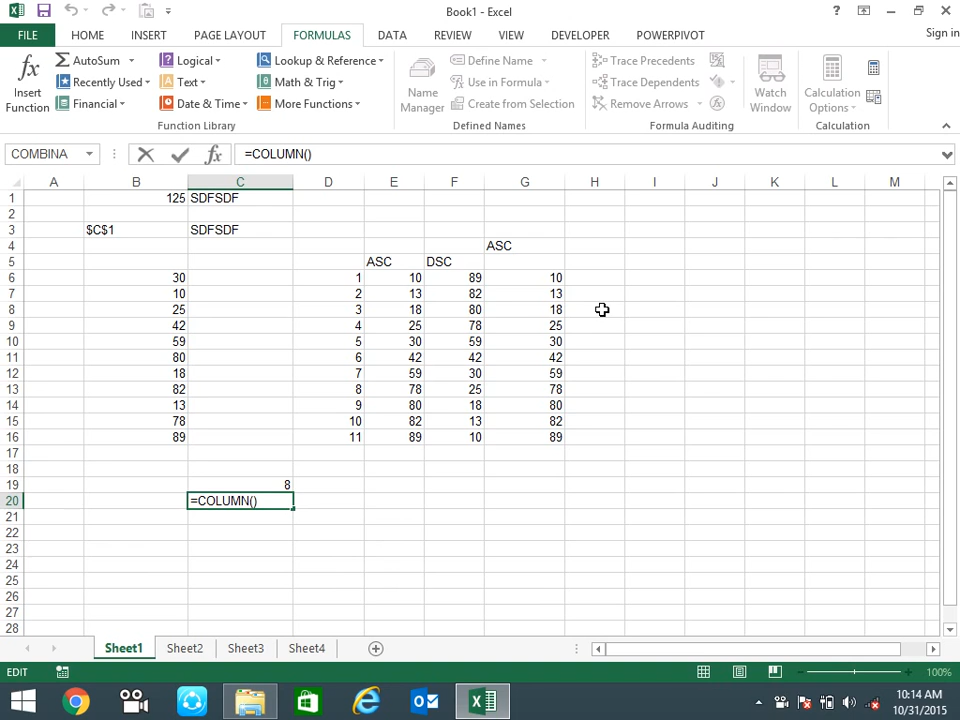 Book1 - Excel
Sign in
FILE HOME INSERT PAGE LAYOUT FORMULAS DATA REVIEW VIEW DEVELOPER POWERPIVOT
fx Insert Function
AutoSum
Recently Used
Financial
Logical
Text
Date & Time
Lookup & Reference
Math & Trig
More Functions
Function Library
Name Manager
Define Name
Use in Formula
Create from Selection
Defined Names
Trace Precedents
Trace Dependents
Remove Arrows
Formula Auditing
Watch Window
Calculation Options
Calculation
COMBINA fx =COLUMN()
A B C D E F G H I J K L M
1 125 SDFSDF
2
3 $C$1 SDFSDF
4 ASC
5 ASC DSC
6 30 1 10 89 10
7 10 2 13 82 13
8 25 3 18 80 18
9 42 4 25 78 25
10 59 5 30 59 30
11 80 6 42 42 42
12 18 7 59 30 59
13 82 8 78 25 78
14 13 9 80 18 80
15 78 10 82 13 82
16 89 11 89 10 89
17
18
19 8
20 =COLUMN()
21
22
23
24
25
26
27
28
Sheet1 Sheet2 Sheet3 Sheet4
EDIT 100%
10:14 AM
10/31/2015